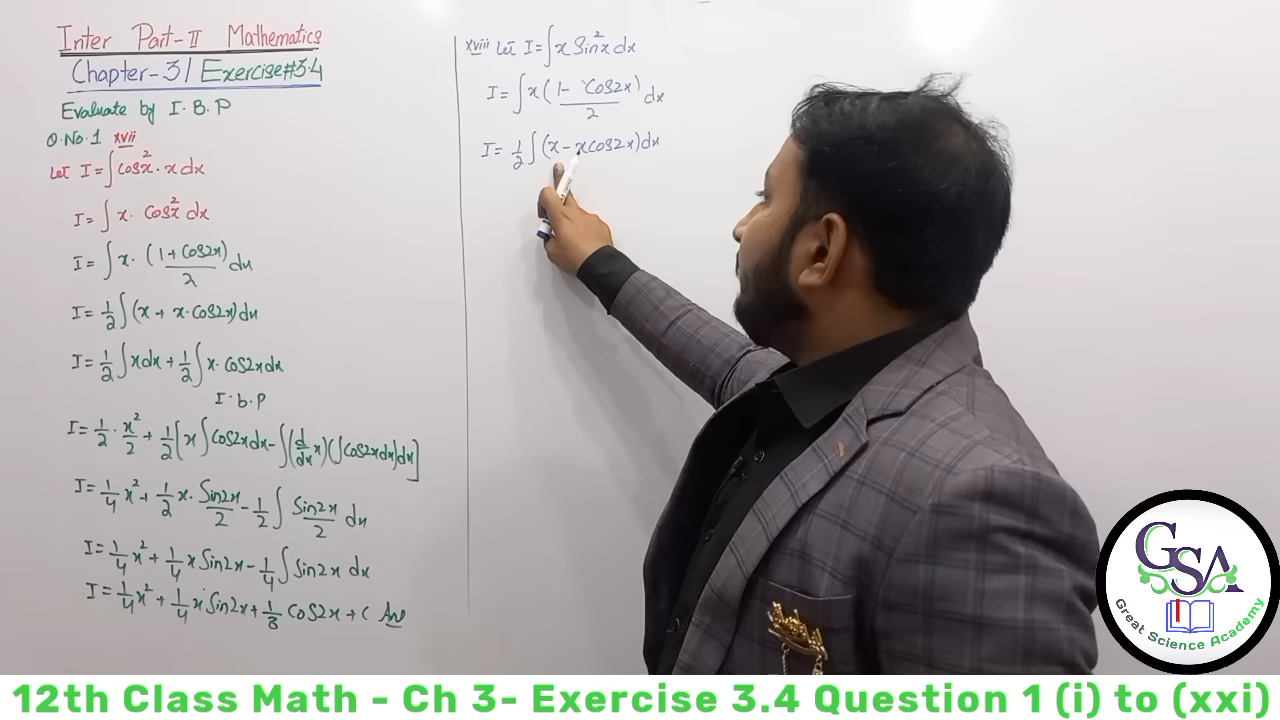 Inter Part-II Mathematics
Chapter-3/ Exercise#3.4
Evaluate by I.B.P
Q.No.1 xvii
Let I = ∫cos²x · x dx
I = ∫ x · Cos²x dx
I = ∫ x · (1+Cos2x)/2 dx
I = 1/2 ∫(x + x·Cos2x)dx
I = 1/2 ∫x dx + 1/2 ∫ x · Cos2x dx
I.b.P
I = 1/2 · x²/2 + 1/2 [x ∫Cos2x dx - ∫(d/dx x)(∫Cos2x dx)dx]
I = 1/4 x² + 1/2 x · Sin2x/2 - 1/2 ∫ Sin2x/2 dx
I = 1/4 x² + 1/4 x Sin2x - 1/4 ∫ Sin2x dx
I = 1/4 x² + 1/4 x Sin2x + 1/8 Cos2x + C Ans
xviii Let I = ∫x Sin²x dx
I = ∫ x (1 - Cos2x)/2 dx
I = 1/2 ∫(x - x Cos2x)dx
GSA
Great Science Academy
12th Class Math - Ch 3- Exercise 3.4 Question 1 (i) to (xxi)